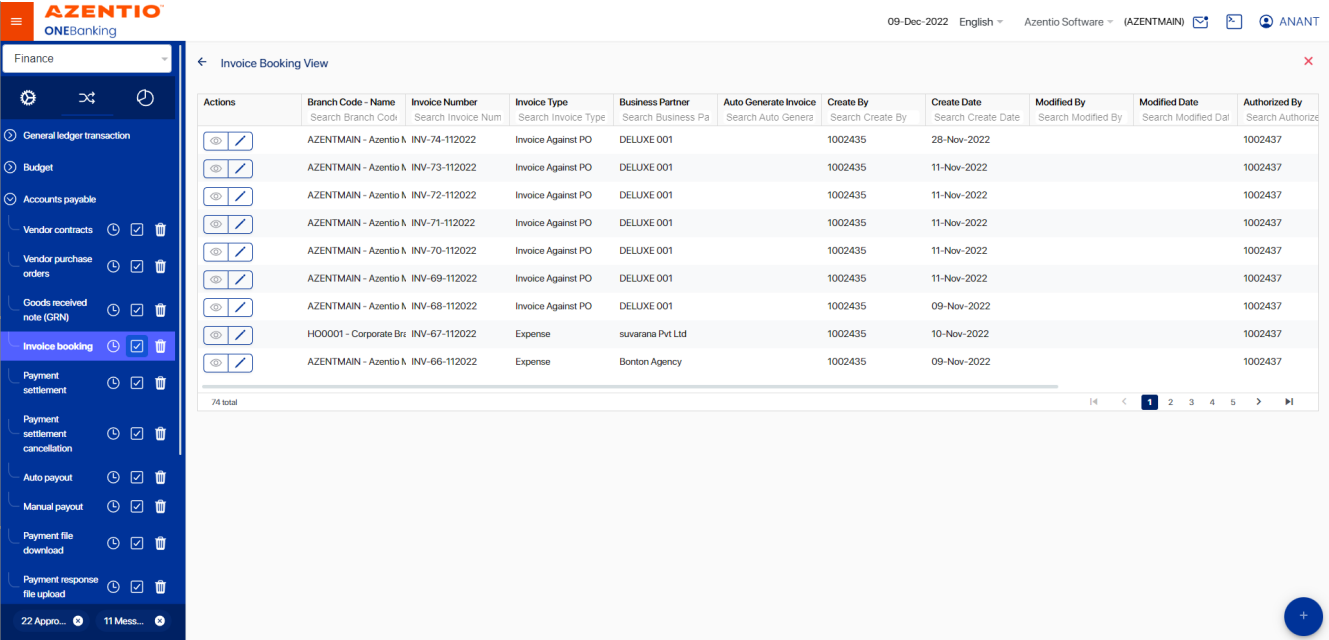 AZENTIO
ONEBanking
09-Dec-2022 English Azentio Software (AZENTMAIN) ANANT
Finance
General ledger transaction
Budget
Accounts payable
Vendor contracts
Vendor purchase
orders
Goods received
note (GRN)
Invoice booking
Payment
settlement
Payment
settlement
cancellation
Auto payout
Manual payout
Payment file
download
Payment response
file upload
22 Appro... 11 Mess...
Invoice Booking View
Actions Branch Code - Name Invoice Number Invoice Type Business Partner Auto Generate Invoice Create By Create Date Modified By Modified Date Authorized By
Search Branch Code Search Invoice Num Search Invoice Type Search Business Pa Search Auto Genera Search Create By Search Create Date Search Modified By Search Modified Dat Search Authorize
AZENTMAIN - Azentio M INV-74-112022 Invoice Against PO DELUXE 001 1002435 28-Nov-2022 1002437
AZENTMAIN - Azentio M INV-73-112022 Invoice Against PO DELUXE 001 1002435 11-Nov-2022 1002437
AZENTMAIN - Azentio M INV-72-112022 Invoice Against PO DELUXE 001 1002435 11-Nov-2022 1002437
AZENTMAIN - Azentio M INV-71-112022 Invoice Against PO DELUXE 001 1002435 11-Nov-2022 1002437
AZENTMAIN - Azentio M INV-70-112022 Invoice Against PO DELUXE 001 1002435 11-Nov-2022 1002437
AZENTMAIN - Azentio M INV-69-112022 Invoice Against PO DELUXE 001 1002435 11-Nov-2022 1002437
AZENTMAIN - Azentio M INV-68-112022 Invoice Against PO DELUXE 001 1002435 09-Nov-2022 1002437
HO0001 - Corporate Bra INV-67-112022 Expense suvarana Pvt Ltd 1002435 10-Nov-2022 1002437
AZENTMAIN - Azentio M INV-66-112022 Expense Bonton Agency 1002435 09-Nov-2022 1002437
74 total 1 2 3 4 5